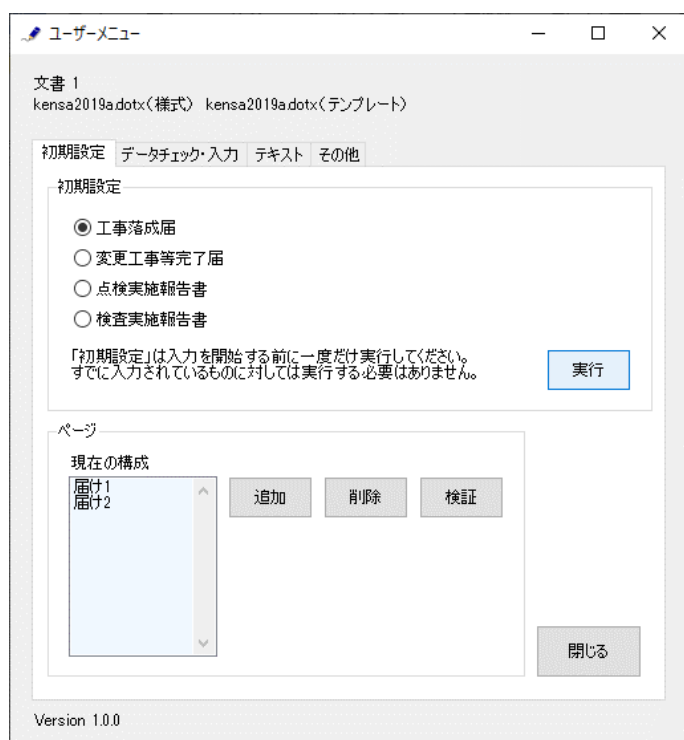 ユーザーメニュー
文書 1
kensa2019a.dotx(様式) kensa2019a.dotx(テンプレート)
初期設定 データチェック・入力 テキスト その他
初期設定
工事落成届
変更工事等完了届
点検実施報告書
検査実施報告書
「初期設定」は入力を開始する前に一度だけ実行してください。
すでに入力されているものに対しては実行する必要はありません。
実行
ページ
現在の構成
届け1
届け2
追加 削除 検証
閉じる
Version 1.0.0